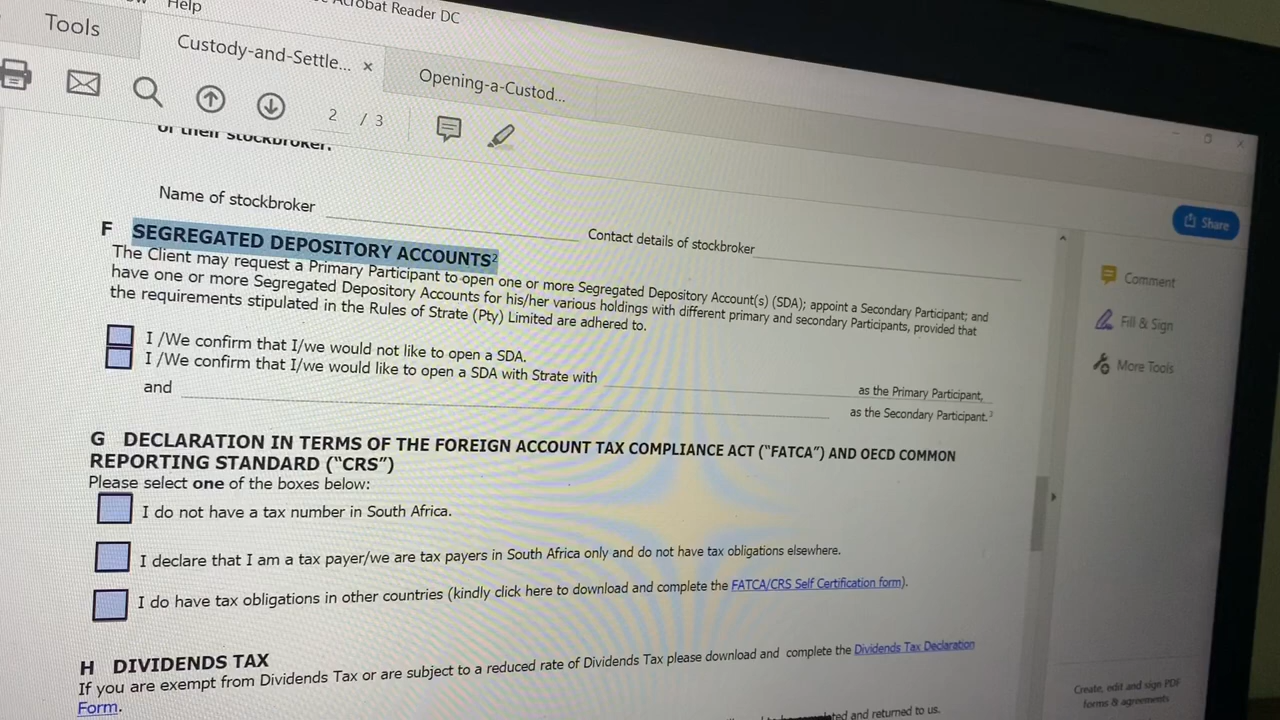 Help
Acrobat Reader DC
Tools
Custody-and-Settle... ×
Opening-a-Custod...
2 / 3
Share
of their stockbroker.
Name of stockbroker
Contact details of stockbroker
F SEGREGATED DEPOSITORY ACCOUNTS²
The Client may request a Primary Participant to open one or more Segregated Depository Account(s) (SDA); appoint a Secondary Participant; and
have one or more Segregated Depository Accounts for his/her various holdings with different primary and secondary Participants, provided that
the requirements stipulated in the Rules of Strate (Pty) Limited are adhered to.
I /We confirm that I/we would not like to open a SDA.
I /We confirm that I/we would like to open a SDA with Strate with
as the Primary Participant,
and
as the Secondary Participant.³
G DECLARATION IN TERMS OF THE FOREIGN ACCOUNT TAX COMPLIANCE ACT ("FATCA") AND OECD COMMON
REPORTING STANDARD ("CRS")
Please select one of the boxes below:
I do not have a tax number in South Africa.
I declare that I am a tax payer/we are tax payers in South Africa only and do not have tax obligations elsewhere.
I do have tax obligations in other countries (kindly click here to download and complete the FATCA/CRS Self Certification form).
H DIVIDENDS TAX
If you are exempt from Dividends Tax or are subject to a reduced rate of Dividends Tax please download and complete the Dividends Tax Declaration
Form.
and returned to us.
Comment
Fill & Sign
More Tools
Create, edit and sign PDF
forms & agreements